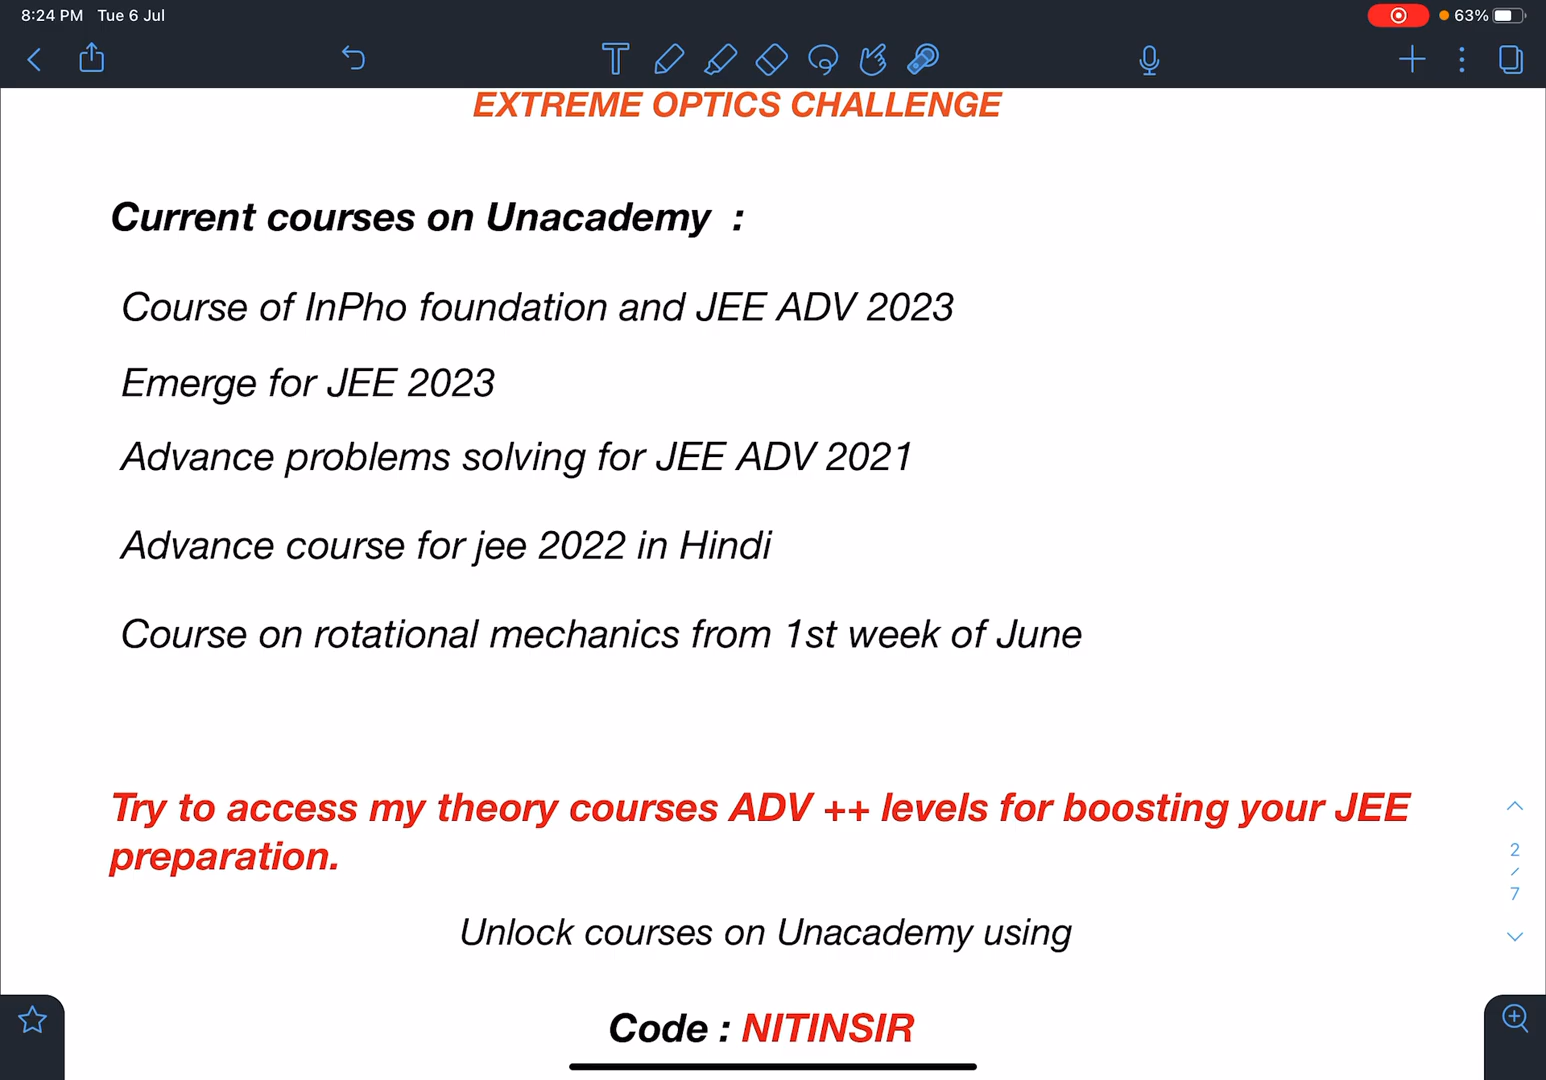 8:24 PM Tue 6 Jul
63%
EXTREME OPTICS CHALLENGE
Current courses on Unacademy :
Course of InPho foundation and JEE ADV 2023
Emerge for JEE 2023
Advance problems solving for JEE ADV 2021
Advance course for jee 2022 in Hindi
Course on rotational mechanics from 1st week of June
Try to access my theory courses ADV ++ levels for boosting your JEE
preparation.
2
/
7
Unlock courses on Unacademy using
Code : NITINSIR